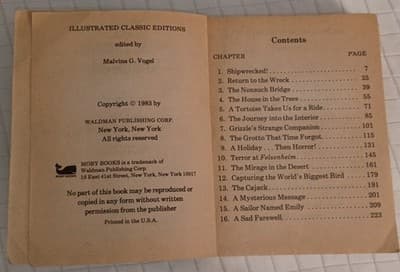 ILLUSTRATED CLASSIC EDITIONS
edited by
Malvina G. Vogel
Copyright © 1983 by
WALDMAN PUBLISHING CORP.
New York, New York
All rights reserved
MOBY BOOKS is a trademark of
Waldman Publishing Corp.
18 East 41st Street, New York, New York 10017
No part of this book may be reproduced or
copied in any form without written
permission from the publisher
Printed in the U.S.A.
Contents
CHAPTER PAGE
1. Shipwrecked! 7
2. Return to the Wreck 25
3. The Nonsuch Bridge 39
4. The House in the Trees 55
5. A Tortoise Takes Us for a Ride 71
6. The Journey into the Interior 85
7. Grizzle's Strange Companion 101
8. The Grotto That Time Forgot 115
9. A Holiday . . . Then Horror! 131
10. Terror at Felsenheim 145
11. The Mirage in the Desert 161
12. Capturing the World's Biggest Bird 179
13. The Cajack 191
14. A Mysterious Message 201
15. A Sailor Named Emily 209
16. A Sad Farewell 223